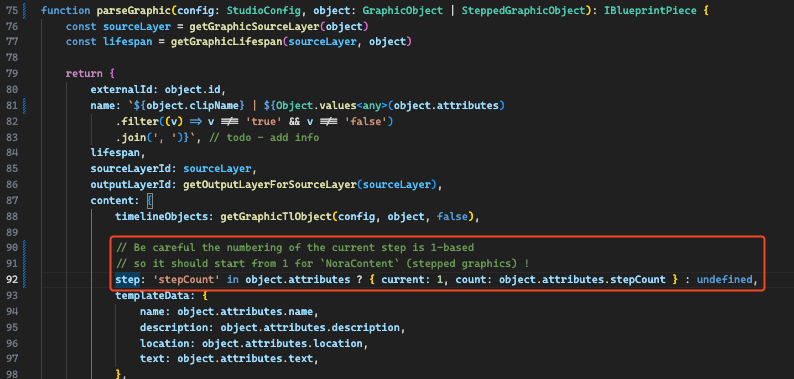 75 function parseGraphic(config: StudioConfig, object: GraphicObject | SteppedGraphicObject): IBlueprintPiece {
76 const sourceLayer = getGraphicSourceLayer(object)
77 const lifespan = getGraphicLifespan(sourceLayer, object)
78
79 return {
80 externalId: object.id,
81 name: `${object.clipName} | ${Object.values<any>(object.attributes)
82 .filter((v) => v !== 'true' && v !== 'false')
83 .join(', ')}`, // todo - add info
84 lifespan,
85 sourceLayerId: sourceLayer,
86 outputLayerId: getOutputLayerForSourceLayer(sourceLayer),
87 content: {
88 timelineObjects: getGraphicTlObject(config, object, false),
89
90 // Be careful the numbering of the current step is 1-based
91 // so it should start from 1 for `NoraContent` (stepped graphics) !
92 step: 'stepCount' in object.attributes ? { current: 1, count: object.attributes.stepCount } : undefined,
93 templateData: {
94 name: object.attributes.name,
95 description: object.attributes.description,
96 location: object.attributes.location,
97 text: object.attributes.text,
98 },